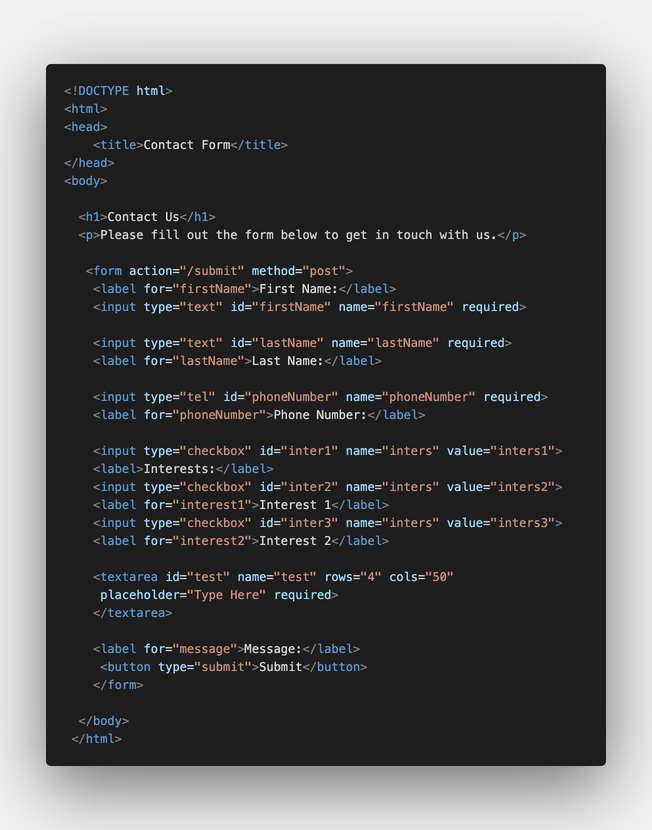 <!DOCTYPE html>
<html>
<head>
    <title>Contact Form</title>
</head>
<body>

  <h1>Contact Us</h1>
  <p>Please fill out the form below to get in touch with us.</p>

   <form action="/submit" method="post">
    <label for="firstName">First Name:</label>
    <input type="text" id="firstName" name="firstName" required>

    <input type="text" id="lastName" name="lastName" required>
    <label for="lastName">Last Name:</label>

    <input type="tel" id="phoneNumber" name="phoneNumber" required>
    <label for="phoneNumber">Phone Number:</label>

    <input type="checkbox" id="inter1" name="inters" value="inters1">
    <label>Interests:</label>
    <input type="checkbox" id="inter2" name="inters" value="inters2">
    <label for="interest1">Interest 1</label>
    <input type="checkbox" id="inter3" name="inters" value="inters3">
    <label for="interest2">Interest 2</label>

    <textarea id="test" name="test" rows="4" cols="50"
     placeholder="Type Here" required>
    </textarea>

    <label for="message">Message:</label>
     <button type="submit">Submit</button>
    </form>

  </body>
 </html>